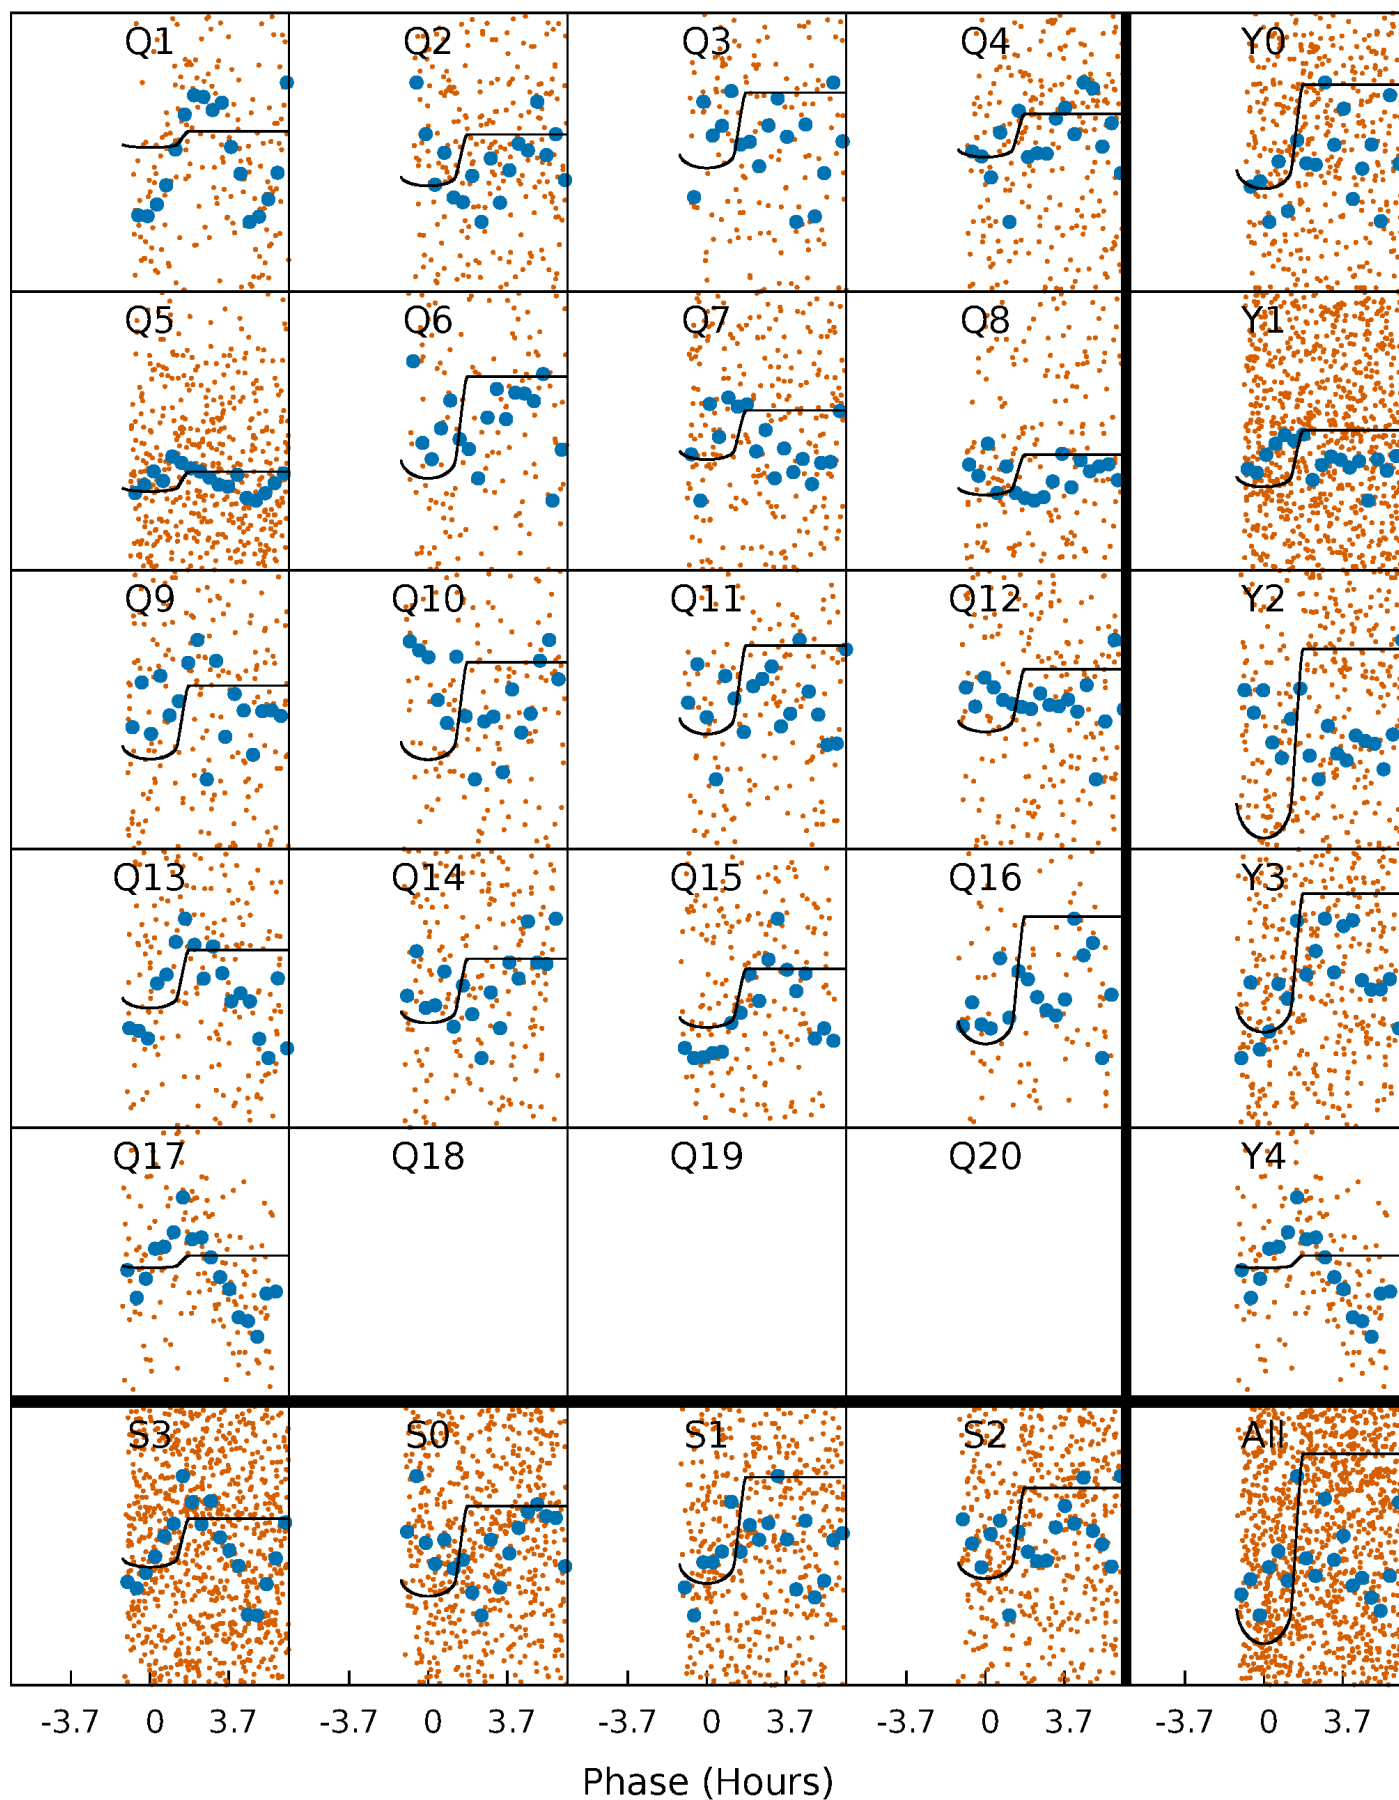 Q1 Q2 Q3 Q4 Y0
Q5 Q6 Q7 Q8 Y1
Q9 Q10 Q11 Q12 Y2
Q13 Q14 Q15 Q16 Y3
Q17 Q18 Q19 Q20 Y4
S3 S0 S1 S2 All
-3.7 0 3.7 -3.7 0 3.7 -3.7 0 3.7 -3.7 0 3.7 -3.7 0 3.7
Phase (Hours)